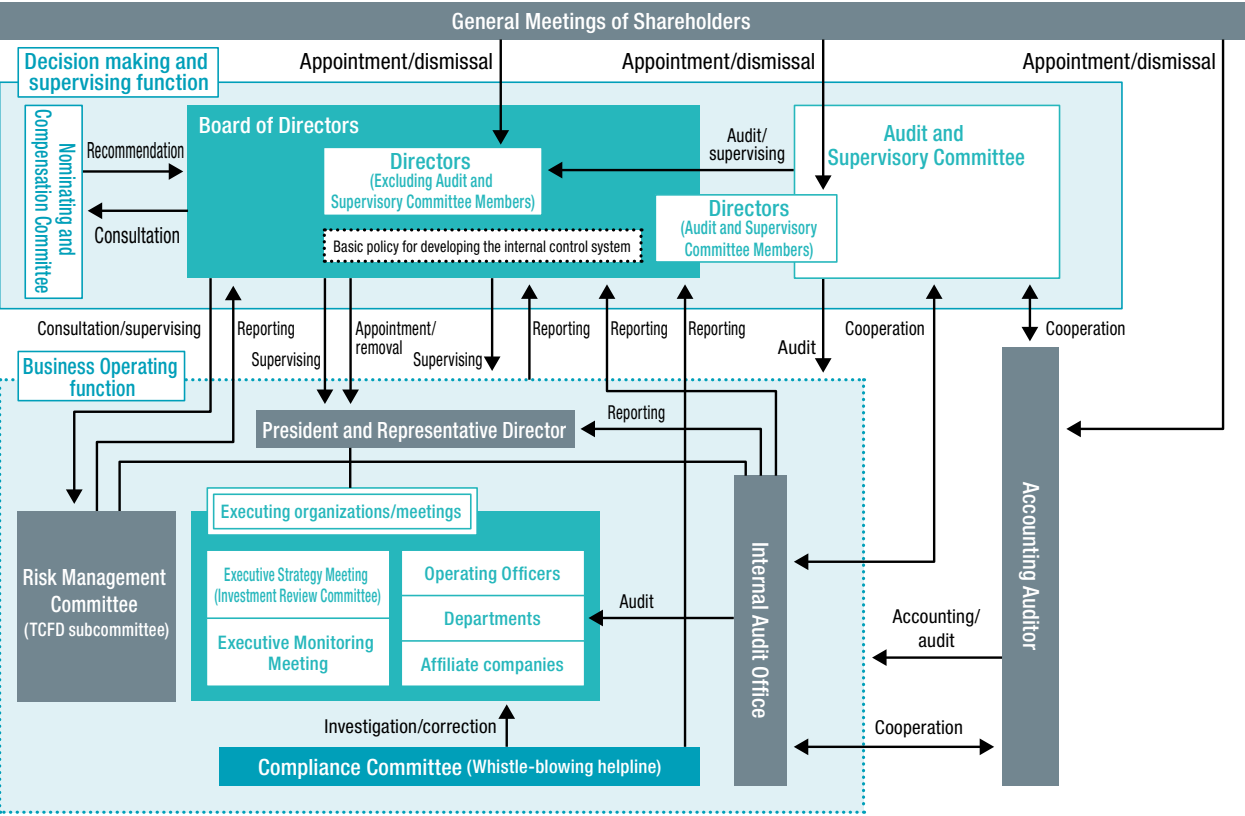 General Meetings of Shareholders
Appointment/dismissal
Appointment/dismissal
Appointment/dismissal
Decision making and
supervising function
Nominating and
Compensation Committee
Recommendation
Consultation
Board of Directors
Directors
(Excluding Audit and
Supervisory Committee Members)
Basic policy for developing the internal control system
Audit/
supervising
Audit and
Supervisory Committee
Directors
(Audit and Supervisory
Committee Members)
Consultation/supervising
Reporting
Supervising
Appointment/
removal
Supervising
Reporting
Reporting
Reporting
Audit
Cooperation
Cooperation
Business Operating
function
President and Representative Director
Reporting
Risk Management
Committee
(TCFD subcommittee)
Executing organizations/meetings
Executive Strategy Meeting
(Investment Review Committee)
Executive Monitoring
Meeting
Operating Officers
Departments
Affiliate companies
Audit
Internal Audit Office
Accounting/
audit
Accounting Auditor
Investigation/correction
Cooperation
Compliance Committee (Whistle-blowing helpline)